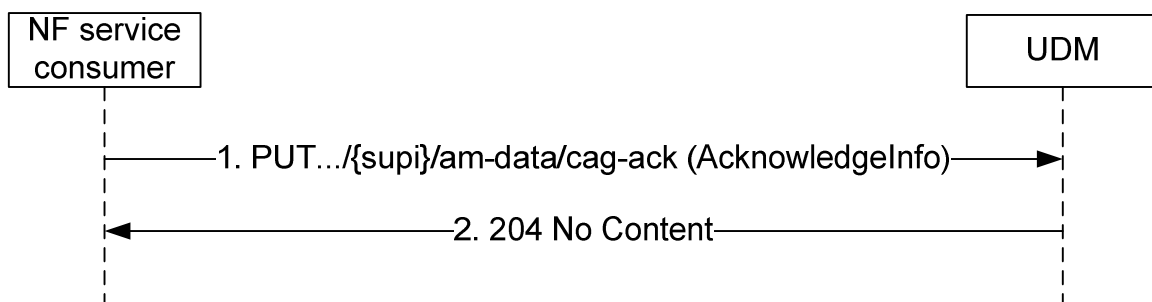 NF service
consumer
UDM
1. PUT.../{supi}/am-data/cag-ack (AcknowledgeInfo)
2. 204 No Content